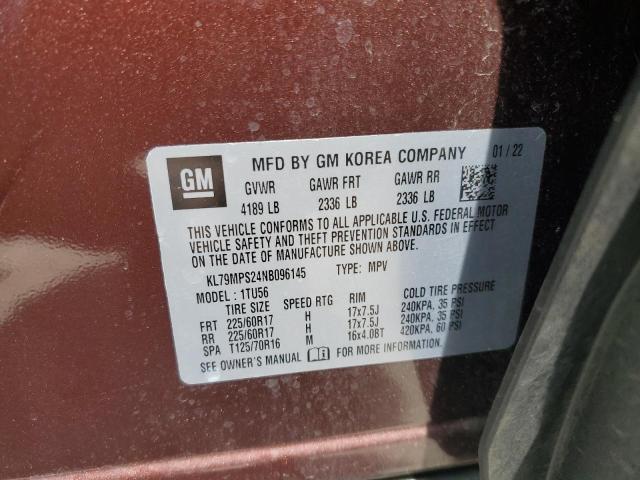 GM
MFD BY GM KOREA COMPANY 01 / 22
GVWR GAWR FRT GAWR RR
4189 LB 2336 LB 2336 LB
THIS VEHICLE CONFORMS TO ALL APPLICABLE U.S. FEDERAL MOTOR
VEHICLE SAFETY AND THEFT PREVENTION STANDARDS IN EFFECT
ON THE DATE OF MANUFACTURE SHOWN ABOVE.
KL79MPS24NB096145 TYPE: MPV
MODEL : 1TU56
TIRE SIZE SPEED RTG RIM COLD TIRE PRESSURE
FRT 225/60R17 H 17x7.5J 240KPA, 35 PSI
RR 225/60R17 H 17x7.5J 240KPA, 35 PSI
SPA T125/70R16 M 16x4.0BT 420KPA, 60 PSI
SEE OWNER'S MANUAL FOR MORE INFORMATION.